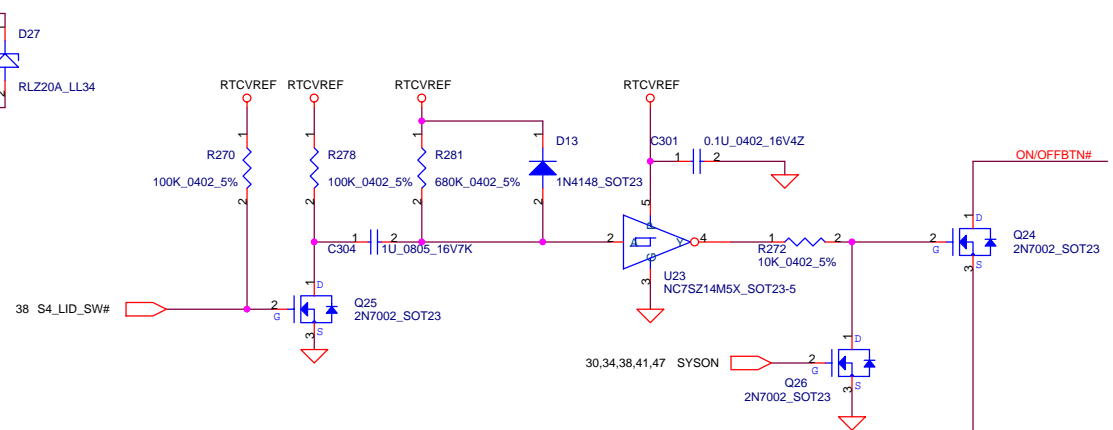 D27
2
RLZ20A_LL34
RTCVREF RTCVREF RTCVREF RTCVREF
1 1 1 1
R270 R278 R281 D13
C301 0.1U_0402_16V4Z
1 2
100K_0402_5% 100K_0402_5% 680K_0402_5% 1N4148_SOT23
ON/OFFBTN#
2 2 2 2
5
P
1 2
C304 1U_0805_16V7K
2 A Y 4
G
1 2
R272
10K_0402_5%
1 D
2 G
3 S
Q24
2N7002_SOT23
3
U23
NC7SZ14M5X_SOT23-5
38 S4_LID_SW#
1 D
2 G
3 S
Q25
2N7002_SOT23
30,34,38,41,47 SYSON
1 D
2 G
3 S
Q26
2N7002_SOT23